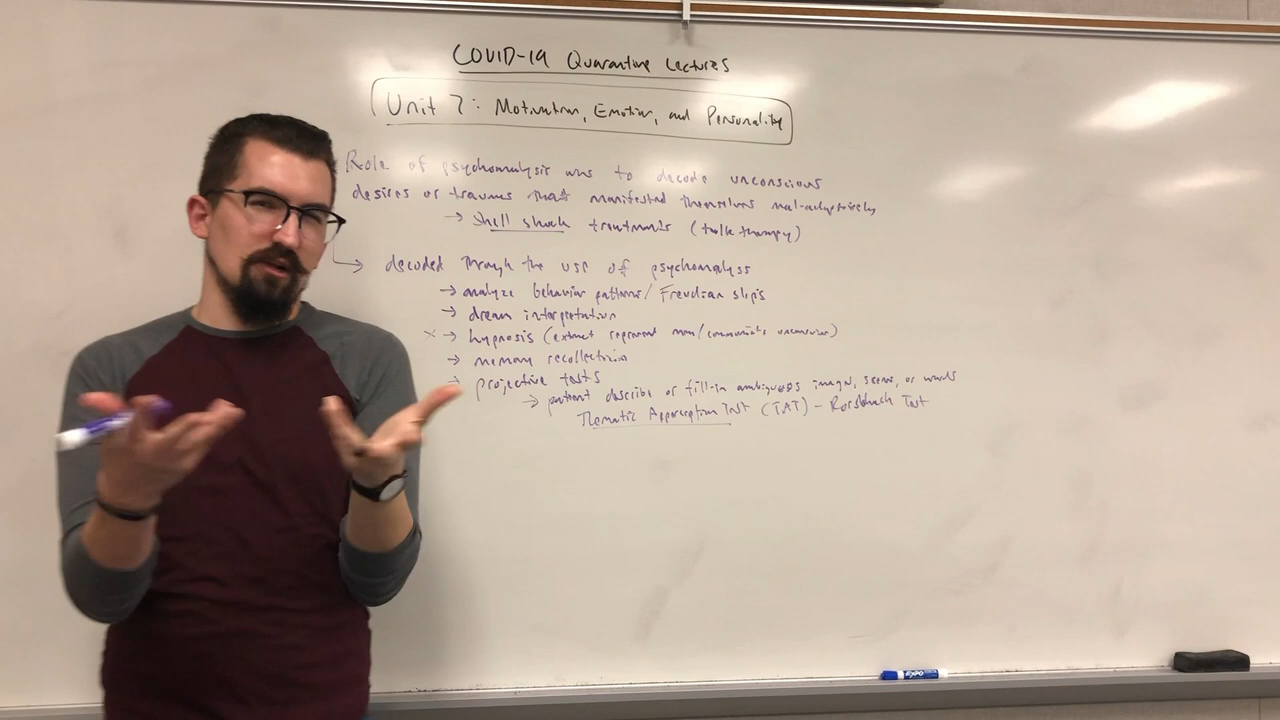 COVID-19 Quarantine Lectures
Unit 7: Motivation, Emotion, and Personality
Role of psychoanalysis was to decode unconscious
desires or traumas that manifested themselves mal-adaptively
→ shell shock treatments (talk therapy)
→ decoded through the use of psychoanalysis
→ analyze behavior patterns / Freudian slips
→ dream interpretation
x → hypnosis (extract repressed mem/communicate unconscious)
→ memory recollection
→ projective tests
→ patient describe or fill-in ambiguous images, scenes, or words
Thematic Apperception Test (TAT) - Rorschach Test
EXPO